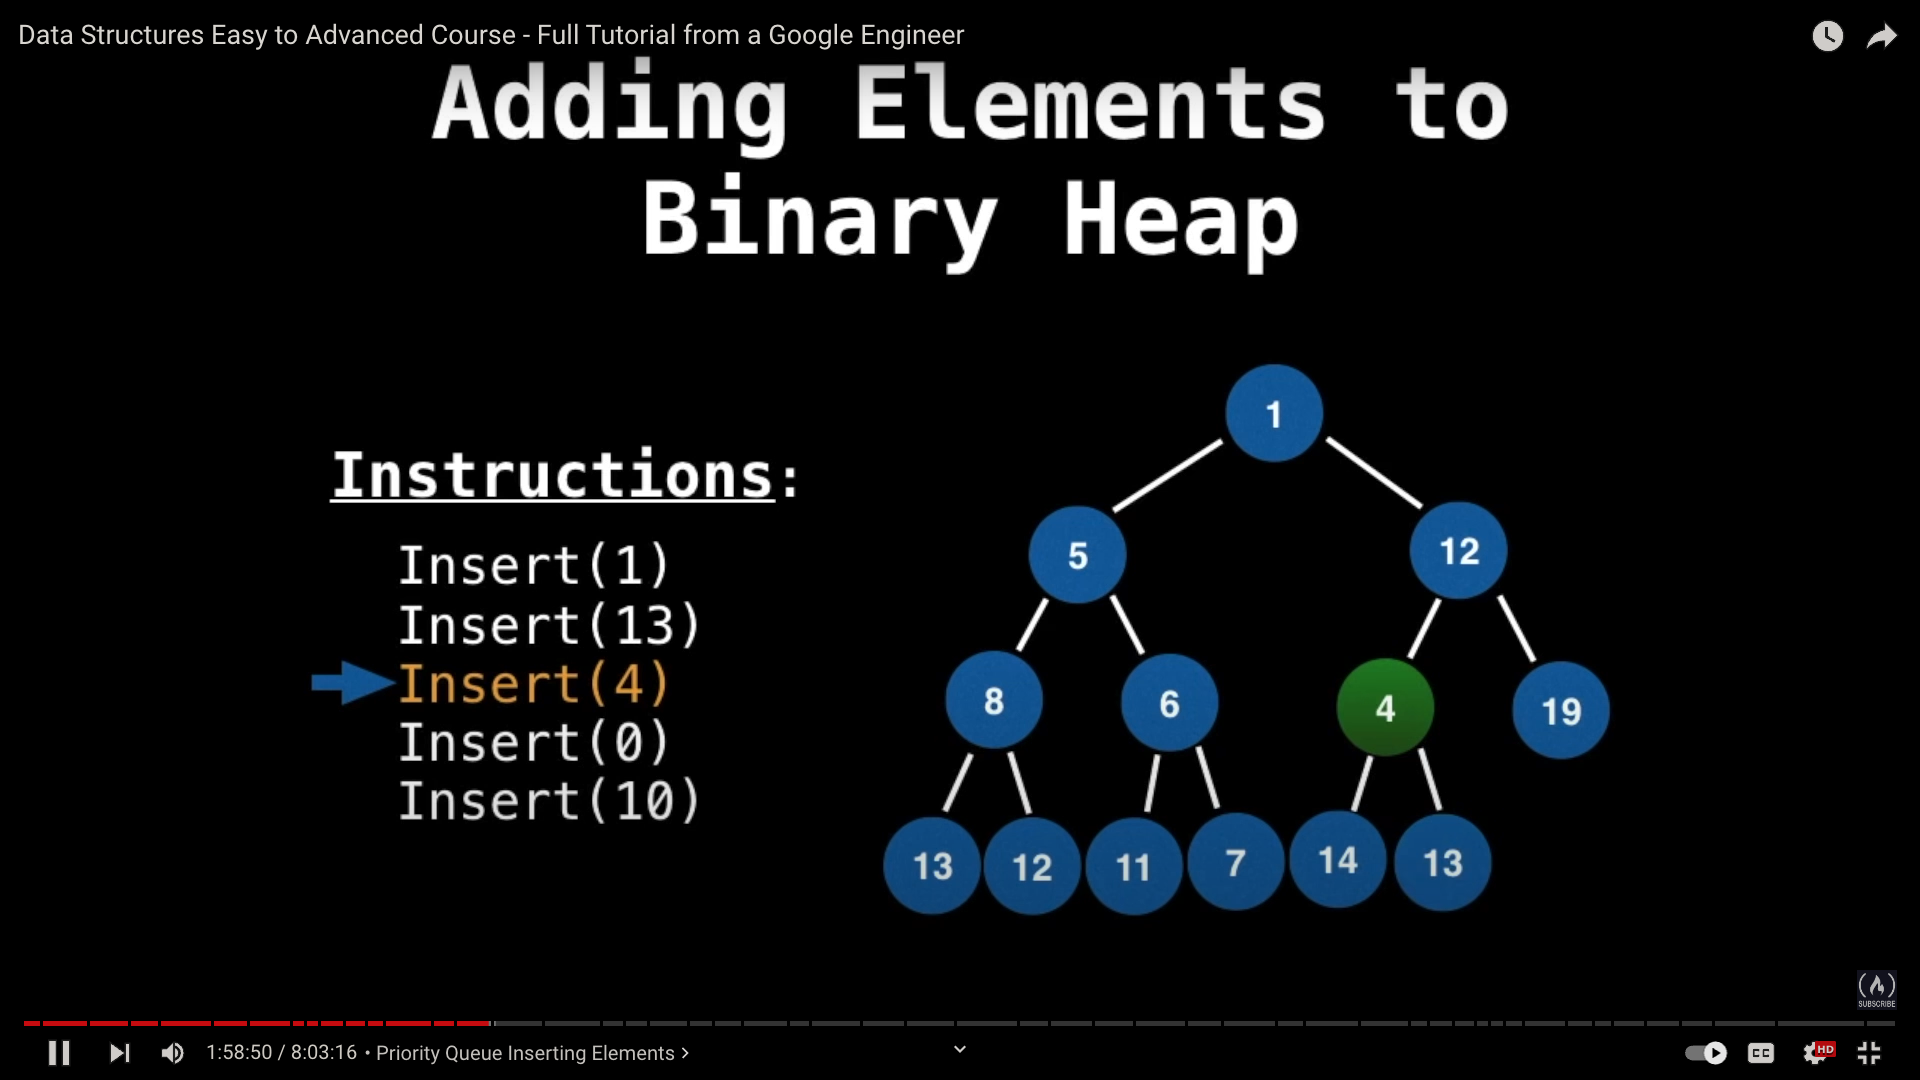 Data Structures Easy to Advanced Course - Full Tutorial from a Google Engineer
Adding Elements to
Binary Heap
Instructions:
Insert(1)
Insert(13)
Insert(4)
Insert(0)
Insert(10)
1
5
12
8
6
4
19
13
12
11
7
14
13
SUBSCRIBE
1:58:50 / 8:03:16 • Priority Queue Inserting Elements >
CC
HD